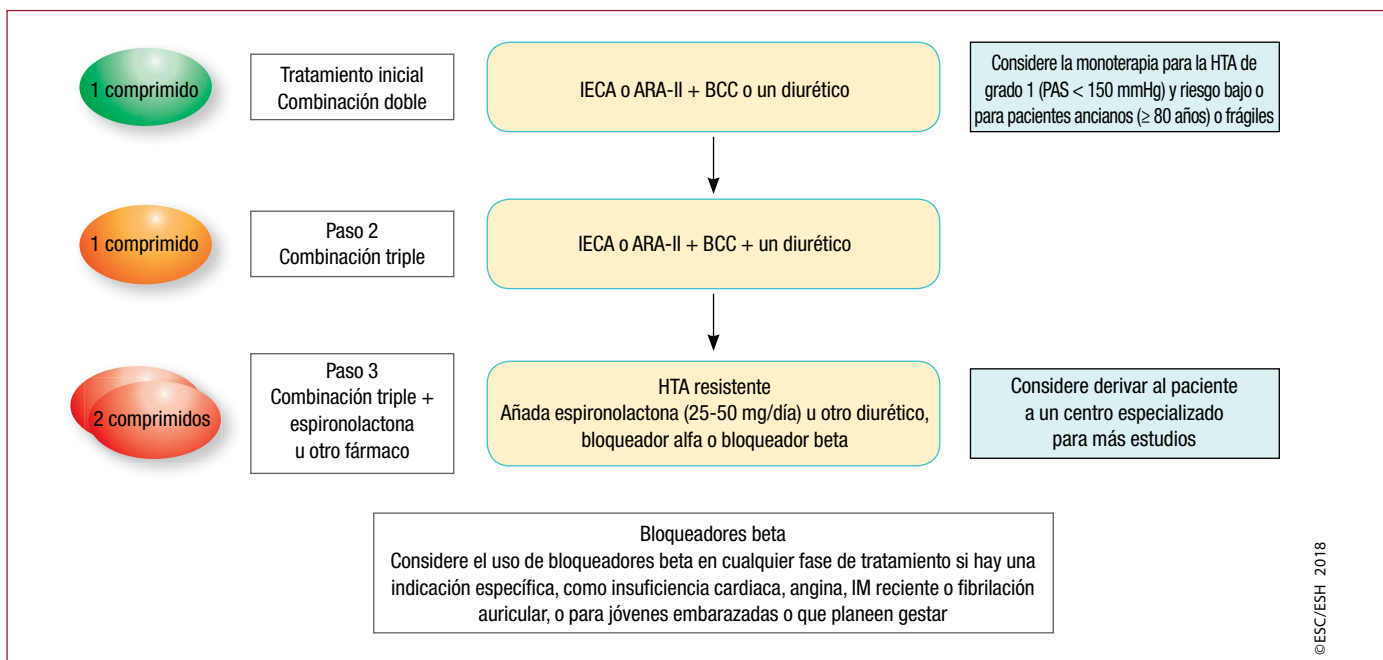 1 comprimido
Tratamiento inicial
Combinación doble
IECA o ARA-II + BCC o un diurético
Considere la monoterapia para la HTA de
grado 1 (PAS < 150 mmHg) y riesgo bajo o
para pacientes ancianos (≥ 80 años) o frágiles
1 comprimido
Paso 2
Combinación triple
IECA o ARA-II + BCC + un diurético
2 comprimidos
Paso 3
Combinación triple +
espironolactona
u otro fármaco
HTA resistente
Añada espironolactona (25-50 mg/día) u otro diurético,
bloqueador alfa o bloqueador beta
Considere derivar al paciente
a un centro especializado
para más estudios
Bloqueadores beta
Considere el uso de bloqueadores beta en cualquier fase de tratamiento si hay una
indicación específica, como insuficiencia cardiaca, angina, IM reciente o fibrilación
auricular, o para jóvenes embarazadas o que planeen gestar
©ESC/ESH 2018